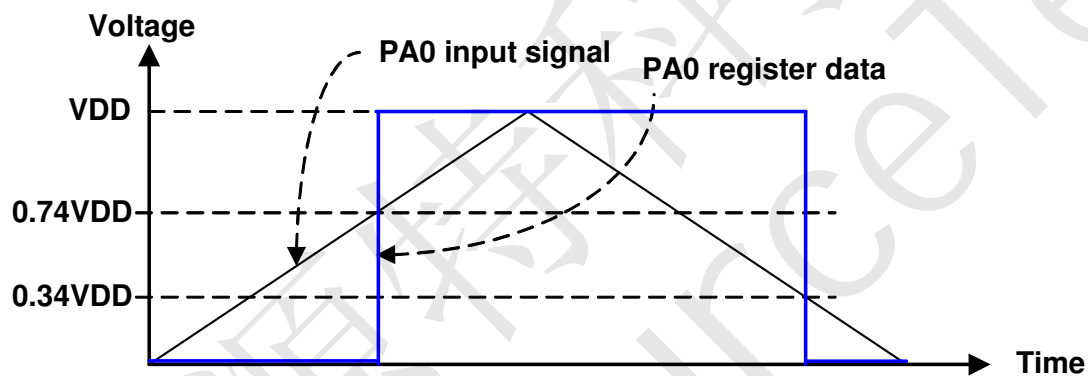 Voltage
PA0 input signal
PA0 register data
VDD
0.74VDD
0.34VDD
Time